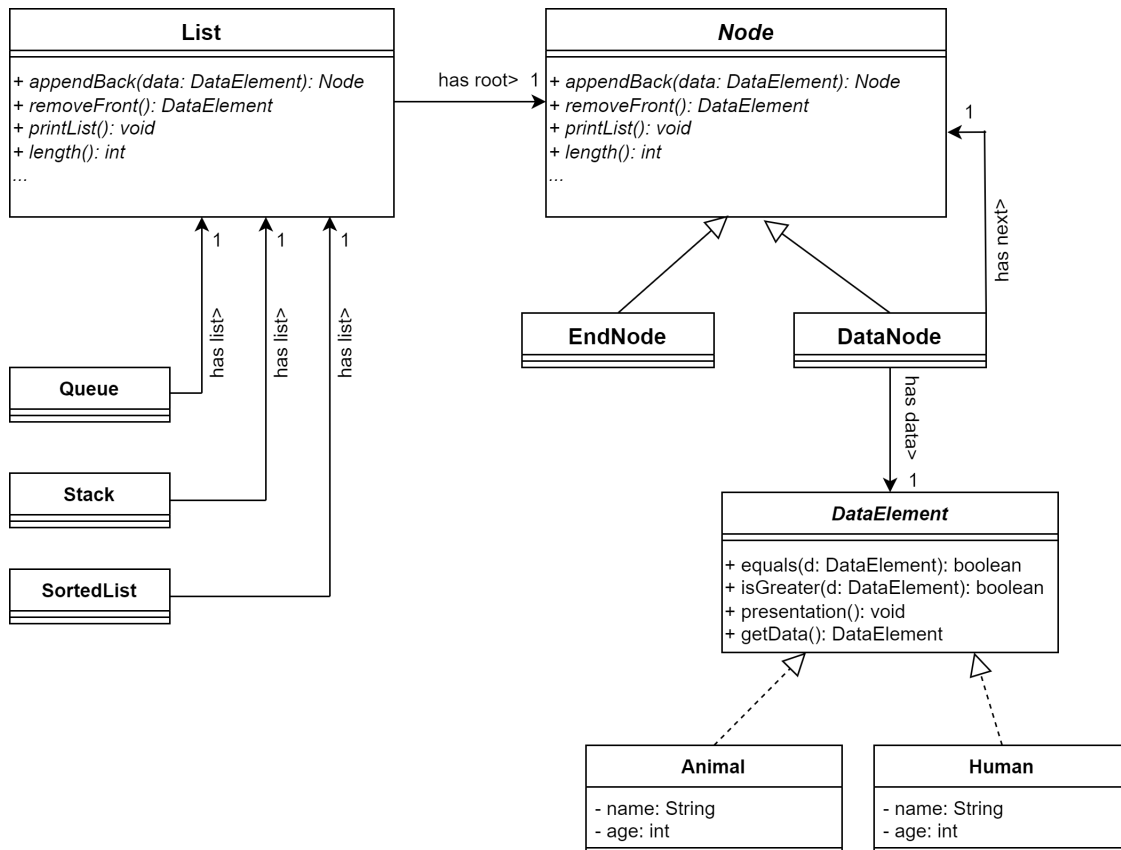 List
+ appendBack(data: DataElement): Node
+ removeFront(): DataElement
+ printList(): void
+ length(): int
...
has root> 1
Node
+ appendBack(data: DataElement): Node
+ removeFront(): DataElement
+ printList(): void
+ length(): int
...
1
has next>
1
1
1
has list>
has list>
has list>
EndNode
DataNode
Queue
Stack
SortedList
has data>
1
DataElement
+ equals(d: DataElement): boolean
+ isGreater(d: DataElement): boolean
+ presentation(): void
+ getData(): DataElement
Animal
- name: String
- age: int
Human
- name: String
- age: int